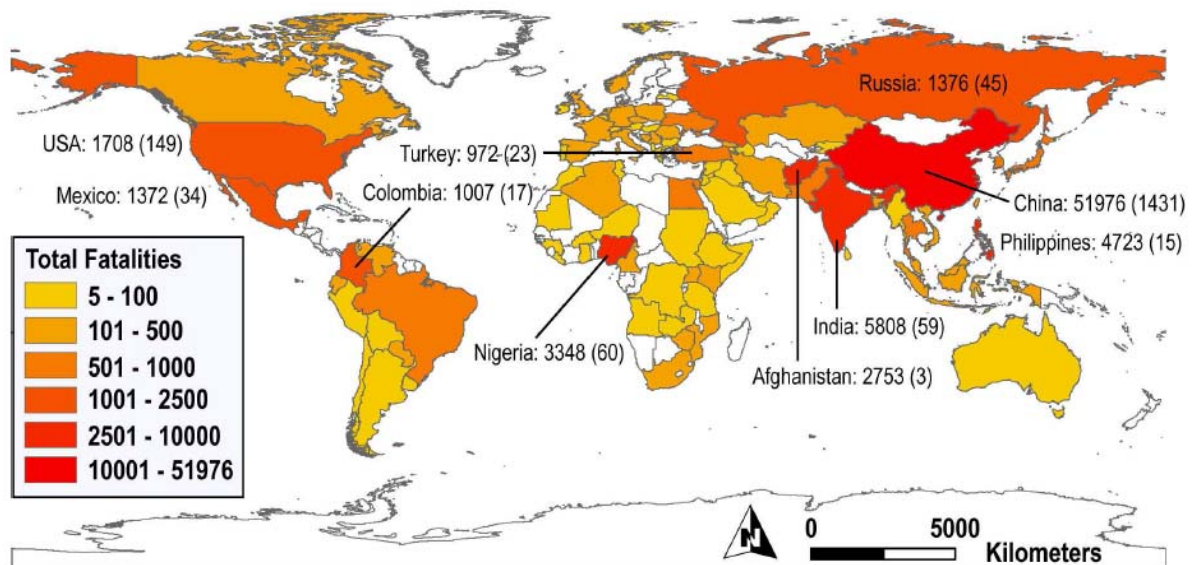 Russia: 1376 (45)
USA: 1708 (149)
Turkey: 972 (23)
Mexico: 1372 (34)
Colombia: 1007 (17)
China: 51976 (1431)
Philippines: 4723 (15)
India: 5808 (59)
Nigeria: 3348 (60)
Afghanistan: 2753 (3)
Total Fatalities
5 - 100
101 - 500
501 - 1000
1001 - 2500
2501 - 10000
10001 - 51976
N
0 5000
Kilometers